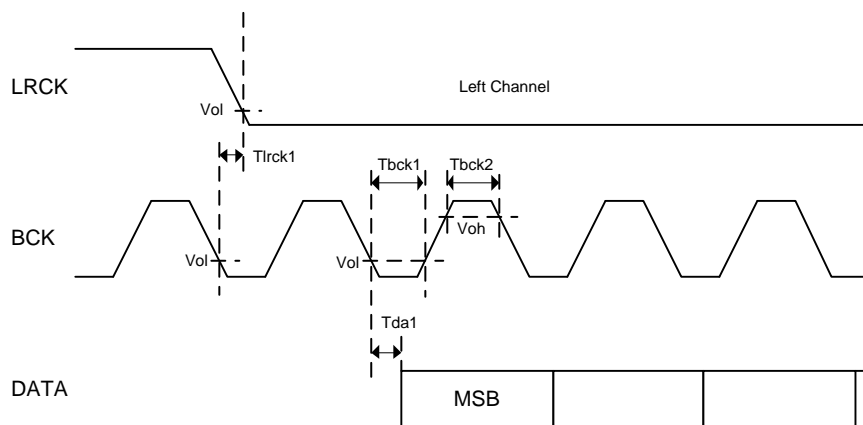 LRCK
Left Channel
Vol
Tlrck1
Tbck1
Tbck2
BCK
Voh
Vol
Vol
Tda1
DATA
MSB